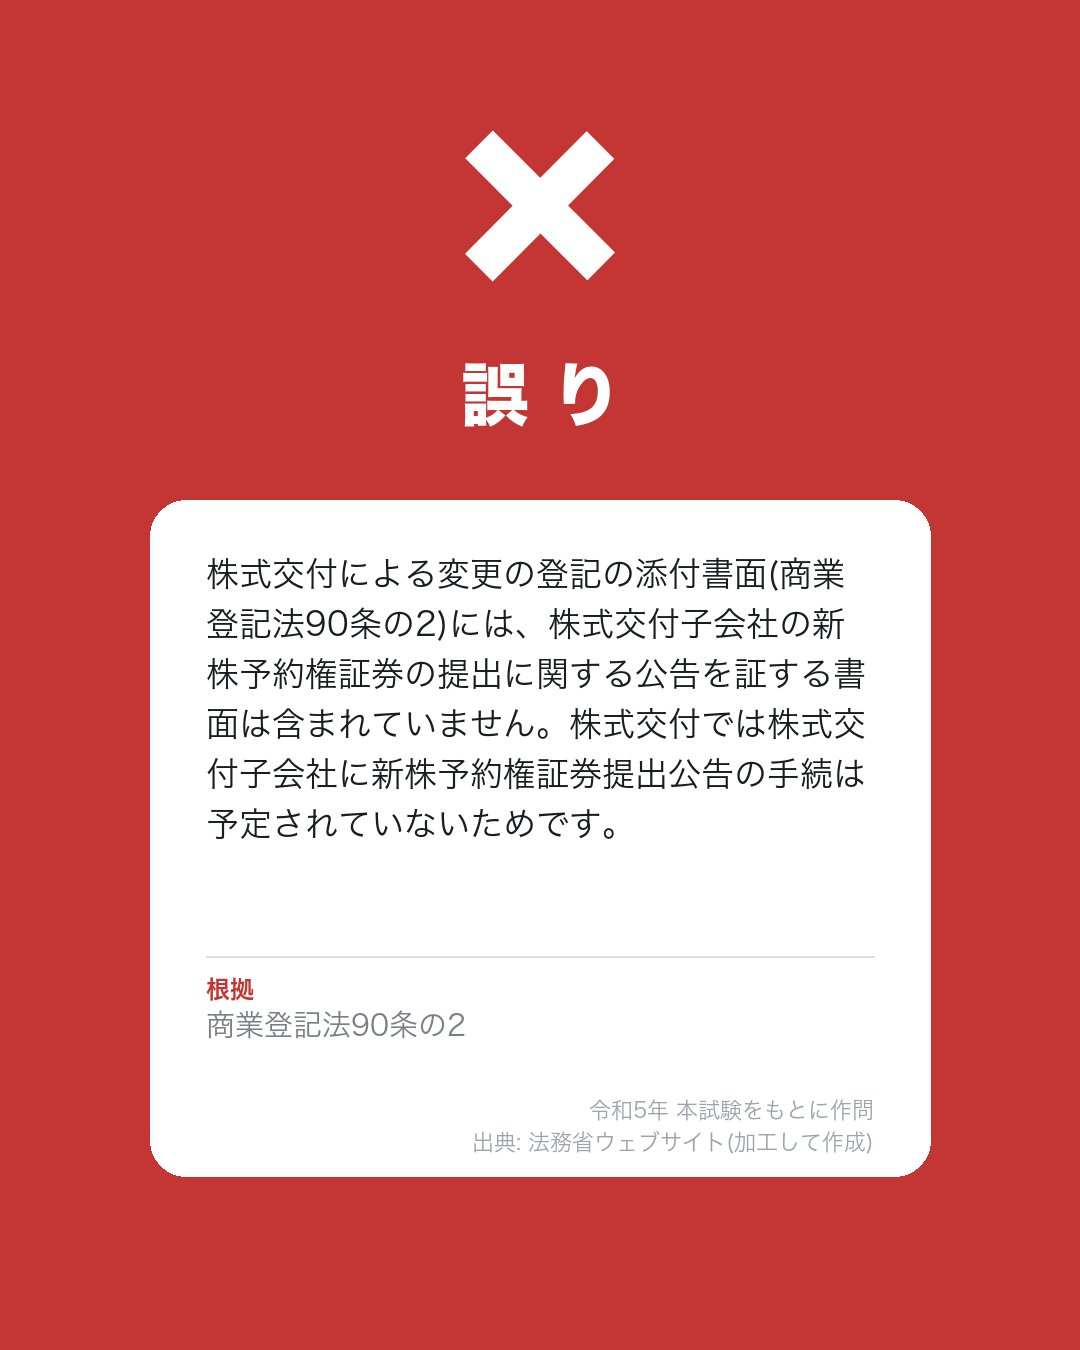 誤り
株式交付による変更の登記の添付書面(商業
登記法90条の2)には、株式交付子会社の新
株予約権証券の提出に関する公告を証する書
面は含まれていません。株式交付では株式交
付子会社に新株予約権証券提出公告の手続は
予定されていないためです。
根拠
商業登記法90条の2
令和5年 本試験をもとに作問
出典: 法務省ウェブサイト(加工して作成)